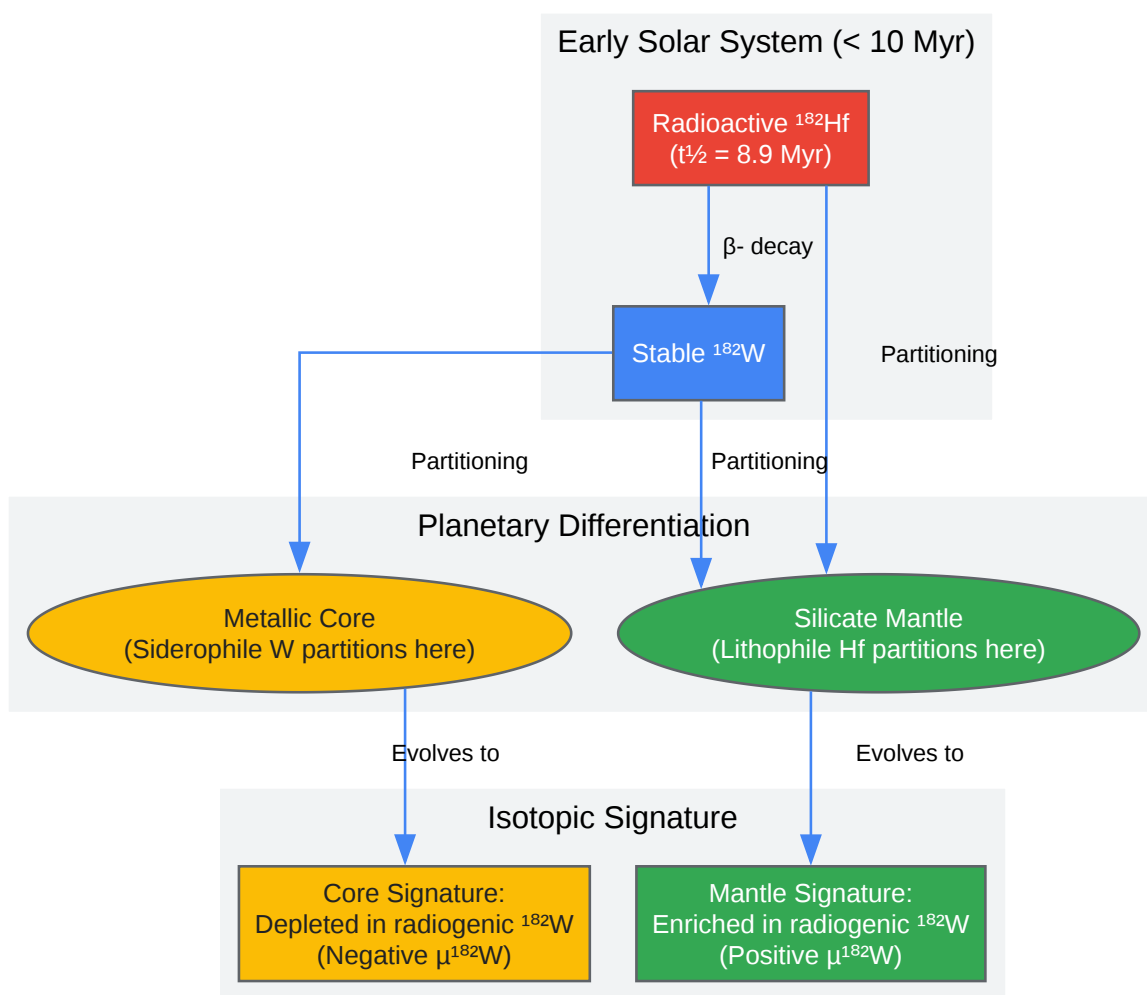 Early Solar System (< 10 Myr)
Radioactive ¹⁸²Hf
(t½ = 8.9 Myr)
β- decay
Stable ¹⁸²W
Partitioning
Partitioning
Partitioning
Planetary Differentiation
Metallic Core
(Siderophile W partitions here)
Silicate Mantle
(Lithophile Hf partitions here)
Evolves to
Evolves to
Isotopic Signature
Core Signature:
Depleted in radiogenic ¹⁸²W
(Negative µ¹⁸²W)
Mantle Signature:
Enriched in radiogenic ¹⁸²W
(Positive µ¹⁸²W)